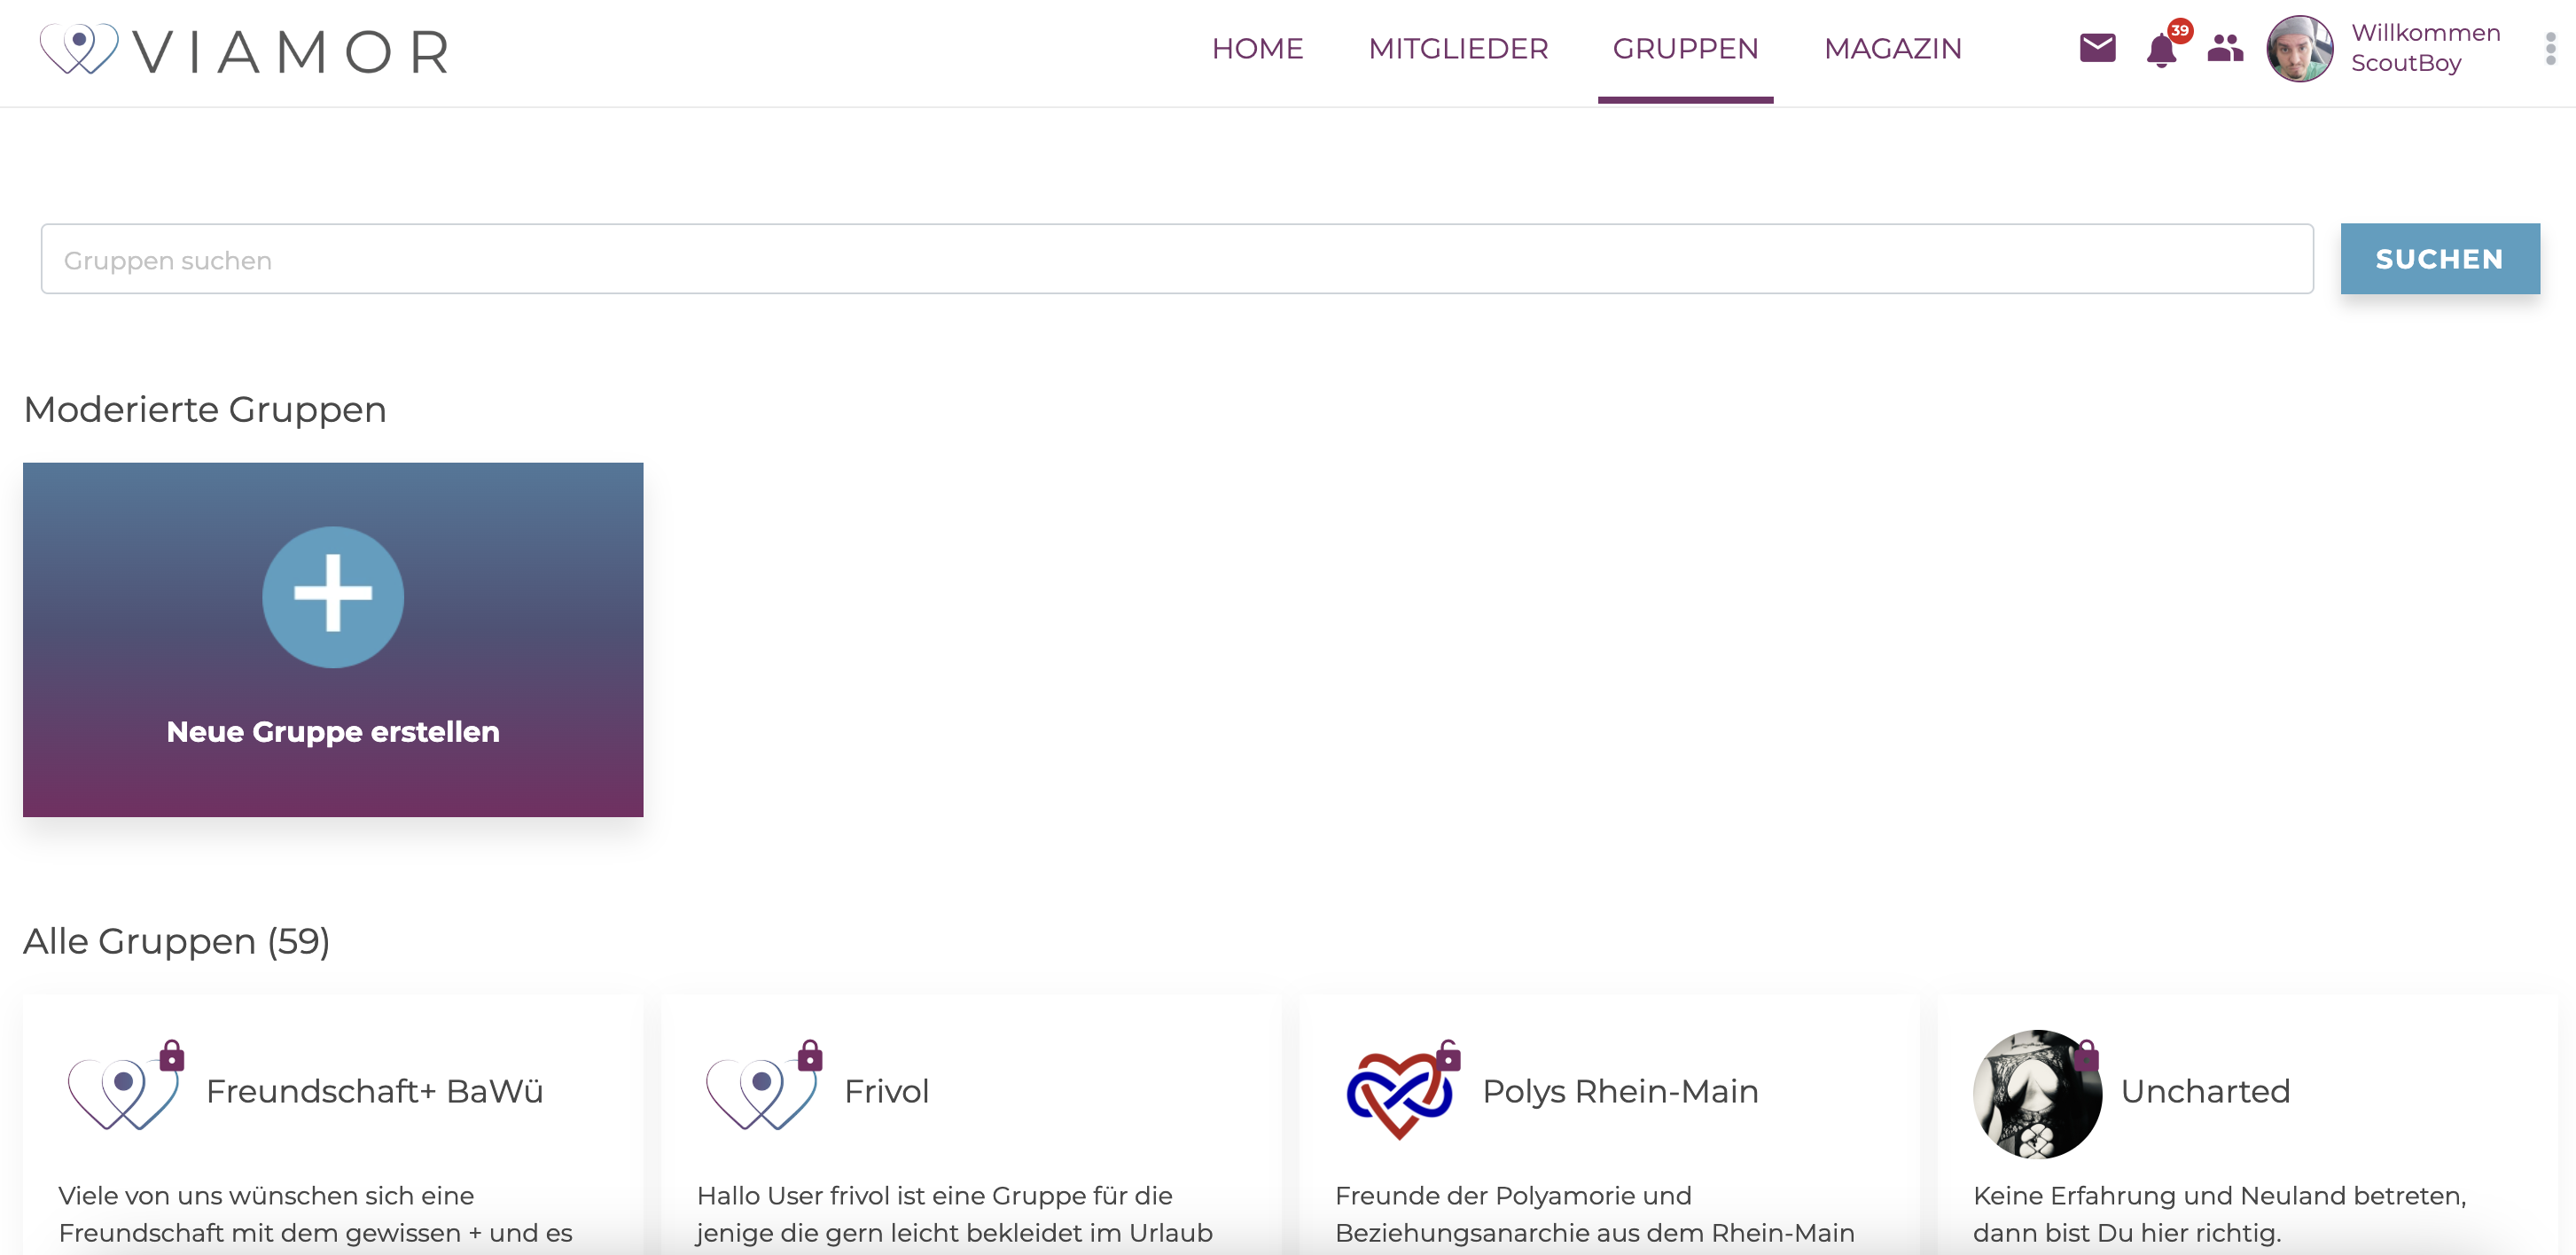 VIAMOR
HOME MITGLIEDER GRUPPEN MAGAZIN
39
Willkommen
ScoutBoy
Gruppen suchen
SUCHEN
Moderierte Gruppen
Neue Gruppe erstellen
Alle Gruppen (59)
Freundschaft+ BaWü
Viele von uns wünschen sich eine
Freundschaft mit dem gewissen + und es
Frivol
Hallo User frivol ist eine Gruppe für die
jenige die gern leicht bekleidet im Urlaub
Polys Rhein-Main
Freunde der Polyamorie und
Beziehungsanarchie aus dem Rhein-Main
Uncharted
Keine Erfahrung und Neuland betreten,
dann bist Du hier richtig.